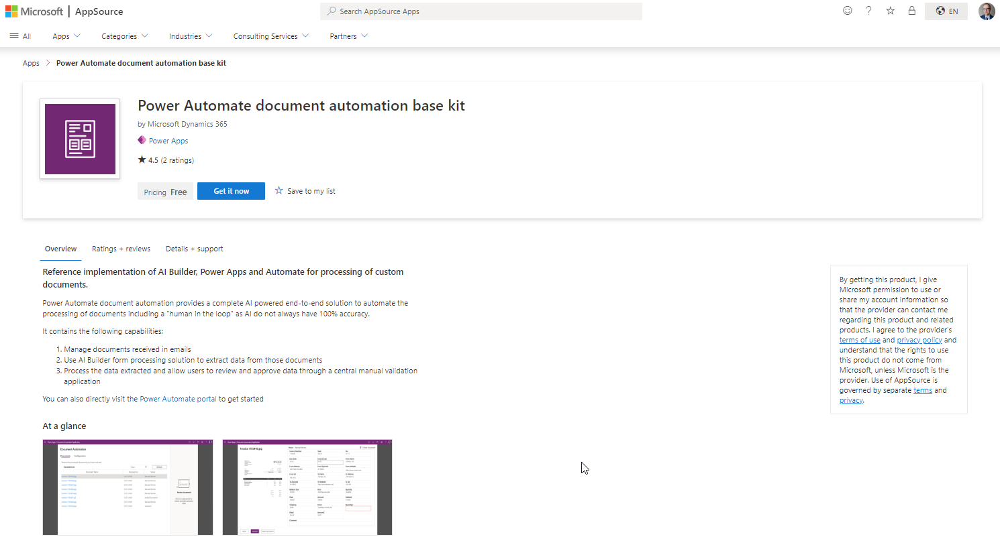 Microsoft | AppSource
Search AppSource Apps
EN
All
Apps
Categories
Industries
Consulting Services
Partners
Apps
Power Automate document automation base kit
Power Automate document automation base kit
by Microsoft Dynamics 365
Power Apps
4.5 (2 ratings)
Pricing Free
Get it now
Save to my list
Overview
Ratings + reviews
Details + support
Reference implementation of AI Builder, Power Apps and Automate for processing of custom
documents.
Power Automate document automation provides a complete AI powered end-to-end solution to automate the
processing of documents including a "human in the loop" as AI do not always have 100% accuracy.
It contains the following capabilities:
1. Manage documents received in emails
2. Use AI Builder form processing solution to extract data from those documents
3. Process the data extracted and allow users to review and approve data through a central manual validation
application
You can also directly visit the Power Automate portal to get started
By getting this product, I give
Microsoft permission to use or
share my account information so
that the provider can contact me
regarding this product and related
products. I agree to the provider's
terms of use and privacy policy and
understand that the rights to use
this product do not come from
Microsoft, unless Microsoft is the
provider. Use of AppSource is
governed by separate terms and
privacy.
At a glance
Document Automation